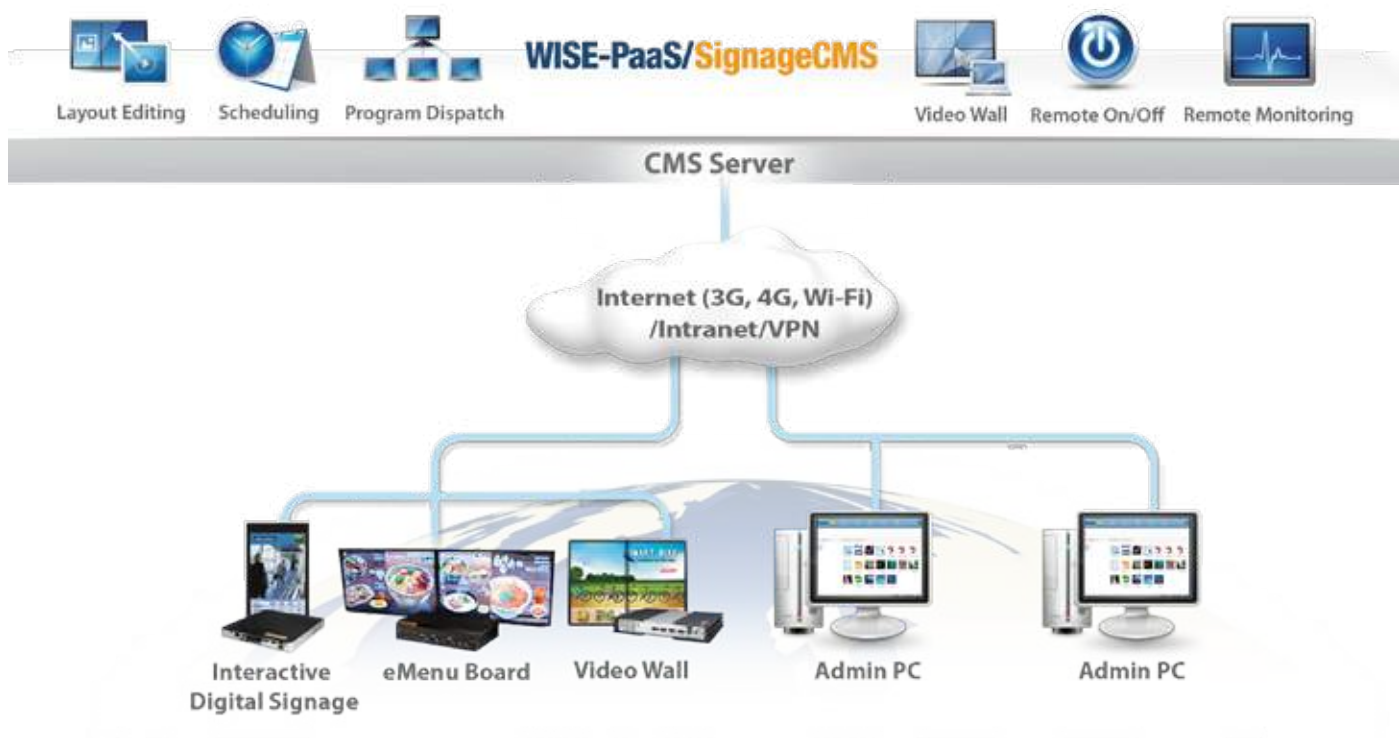 WISE-PaaS/SignageCMS
Layout Editing
Scheduling
Program Dispatch
Video Wall
Remote On/Off
Remote Monitoring
CMS Server
Internet (3G, 4G, Wi-Fi)
/Intranet/VPN
Interactive
Digital Signage
eMenu Board
Video Wall
Admin PC
Admin PC